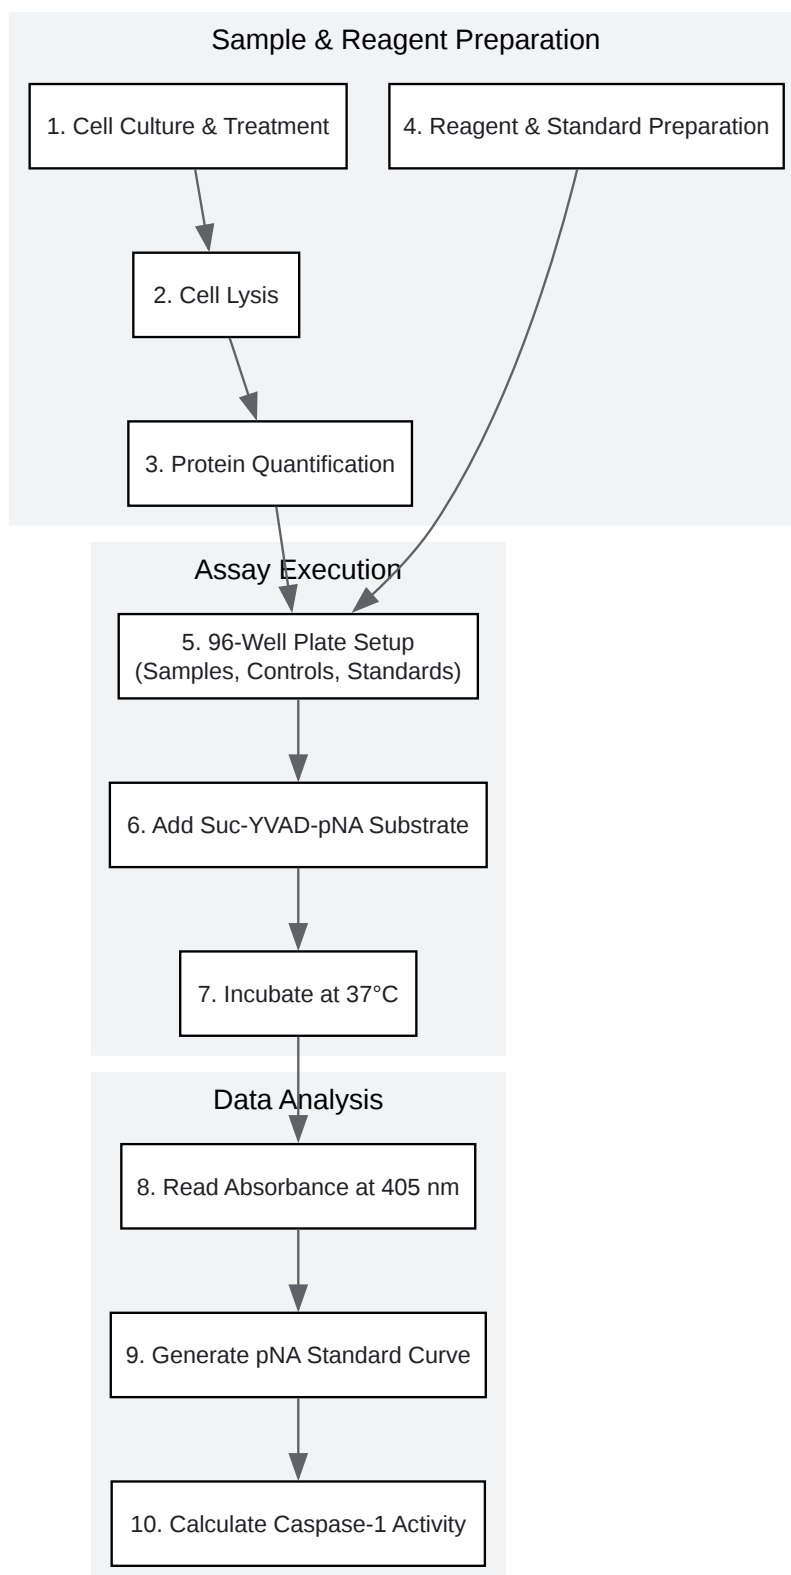 Sample & Reagent Preparation
1. Cell Culture & Treatment
4. Reagent & Standard Preparation
2. Cell Lysis
3. Protein Quantification
Assay Execution
5. 96-Well Plate Setup
(Samples, Controls, Standards)
6. Add Suc-YVAD-pNA Substrate
7. Incubate at 37°C
Data Analysis
8. Read Absorbance at 405 nm
9. Generate pNA Standard Curve
10. Calculate Caspase-1 Activity